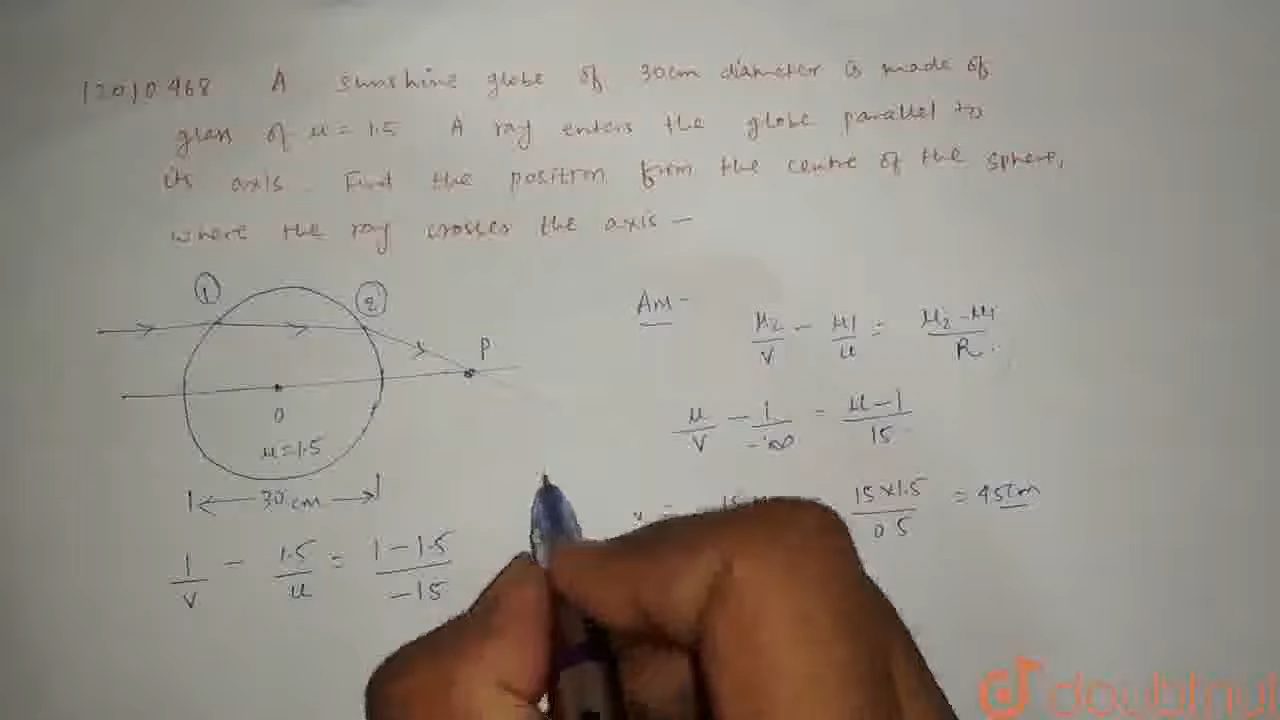 12010468 A sunshine globe of 30cm diameter is made of
glass of μ = 1.5 A ray enters the globe parallel to
its axis. Find the position from the centre of the sphere,
where the ray crosses the axis –
1
2
P
O
μ=1.5
30 cm
1/v - 1.5/u = 1-1.5/-15
Ans -
μ2/v - μ1/u = μ2-μ1/R.
μ/v - 1/-∞ = μ-1/15
15×1.5/0.5 = 45cm
doubtnut